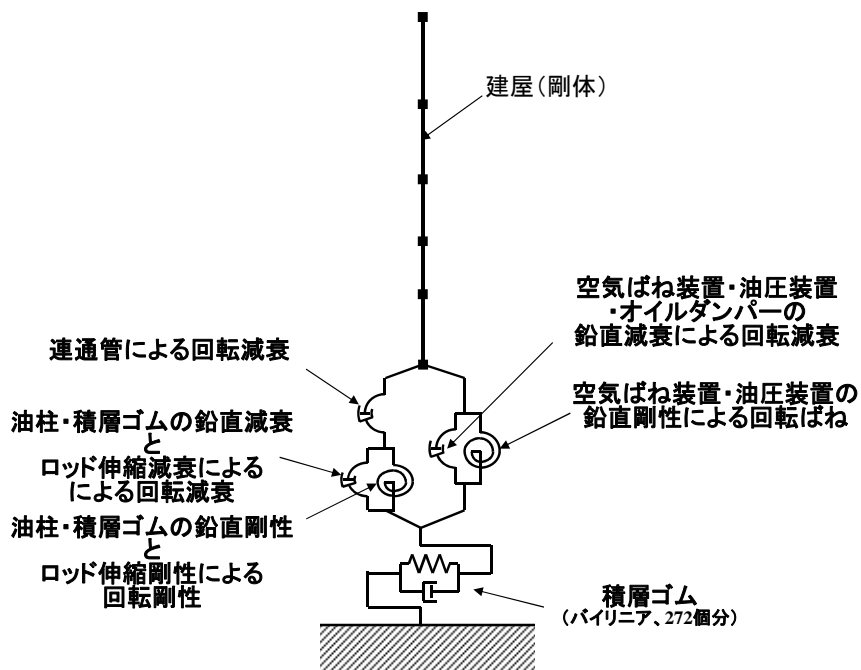 建屋（剛体）
空気ばね装置・油圧装置
・オイルダンパーの
鉛直減衰による回転減衰
連通管による回転減衰
空気ばね装置・油圧装置の
鉛直剛性による回転ばね
油柱・積層ゴムの鉛直減衰
と
ロッド伸縮減衰による
による回転減衰
油柱・積層ゴムの鉛直剛性
と
ロッド伸縮剛性による
回転剛性
積層ゴム
（バイリニア、272個分）